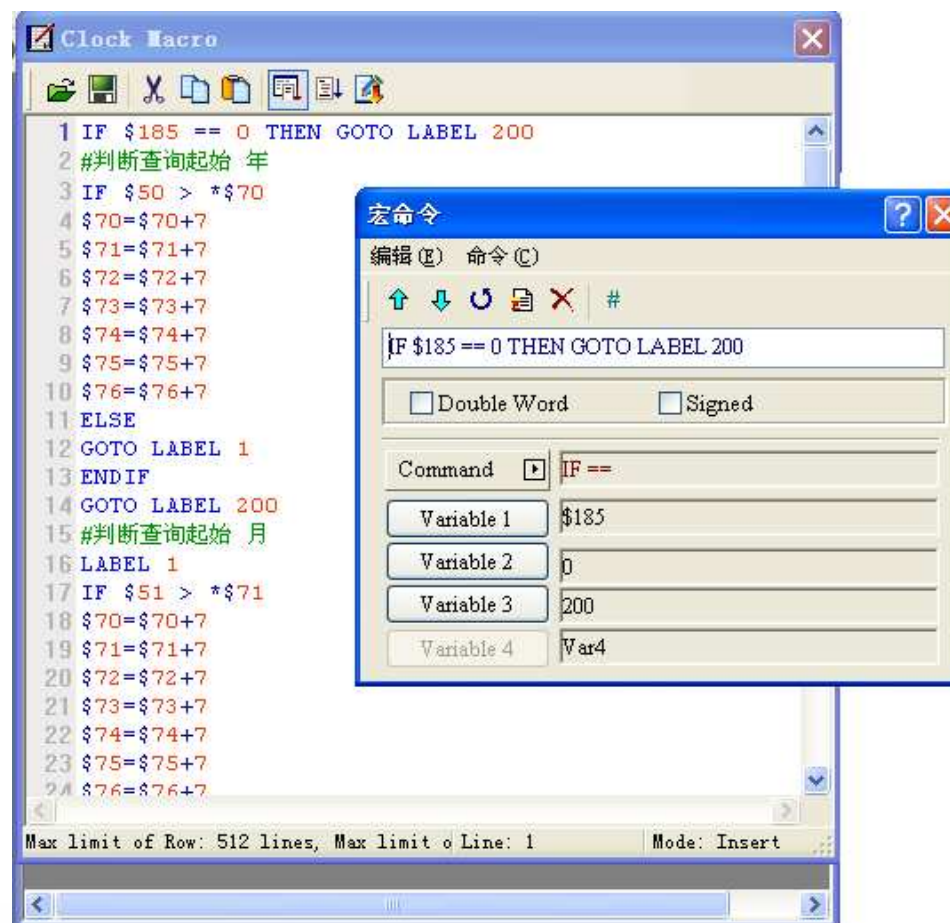 Clock Macro
1 IF $185 == 0 THEN GOTO LABEL 200
2 #判断查询起始 年
3 IF $50 > *$70
4 $70=$70+7
5 $71=$71+7
6 $72=$72+7
7 $73=$73+7
8 $74=$74+7
9 $75=$75+7
10 $76=$76+7
11 ELSE
12 GOTO LABEL 1
13 ENDIF
14 GOTO LABEL 200
15 #判断查询起始 月
16 LABEL 1
17 IF $51 > *$71
18 $70=$70+7
19 $71=$71+7
20 $72=$72+7
21 $73=$73+7
22 $74=$74+7
23 $75=$75+7
24 $76=$76+7
Max limit of Row: 512 lines, Max limit o Line: 1 Mode: Insert
宏命令
编辑(E) 命令(C)
#
IF $185 == 0 THEN GOTO LABEL 200
Double Word Signed
Command IF ==
Variable 1 $185
Variable 2 0
Variable 3 200
Variable 4 Var4